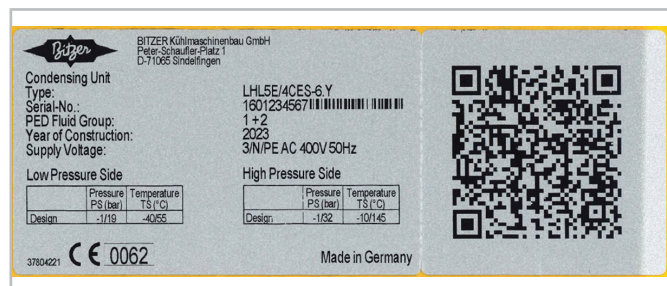 Bitzer
BITZER Kühlmaschinenbau GmbH
Peter-Schaufler-Platz 1
D-71065 Sindelfingen
Condensing Unit
Type: LHL5E/4CES-6.Y
Serial-No.: 1601234567
PED Fluid Group: 1+2
Year of Construction: 2023
Supply Voltage: 3/N/PE AC 400V 50Hz
Low Pressure Side
Pressure PS (bar) Temperature TS (°C)
Design -1/19 -40/55
High Pressure Side
Pressure PS (bar) Temperature TS (°C)
Design -1/32 -10/145
37804221 CE 0062
Made in Germany